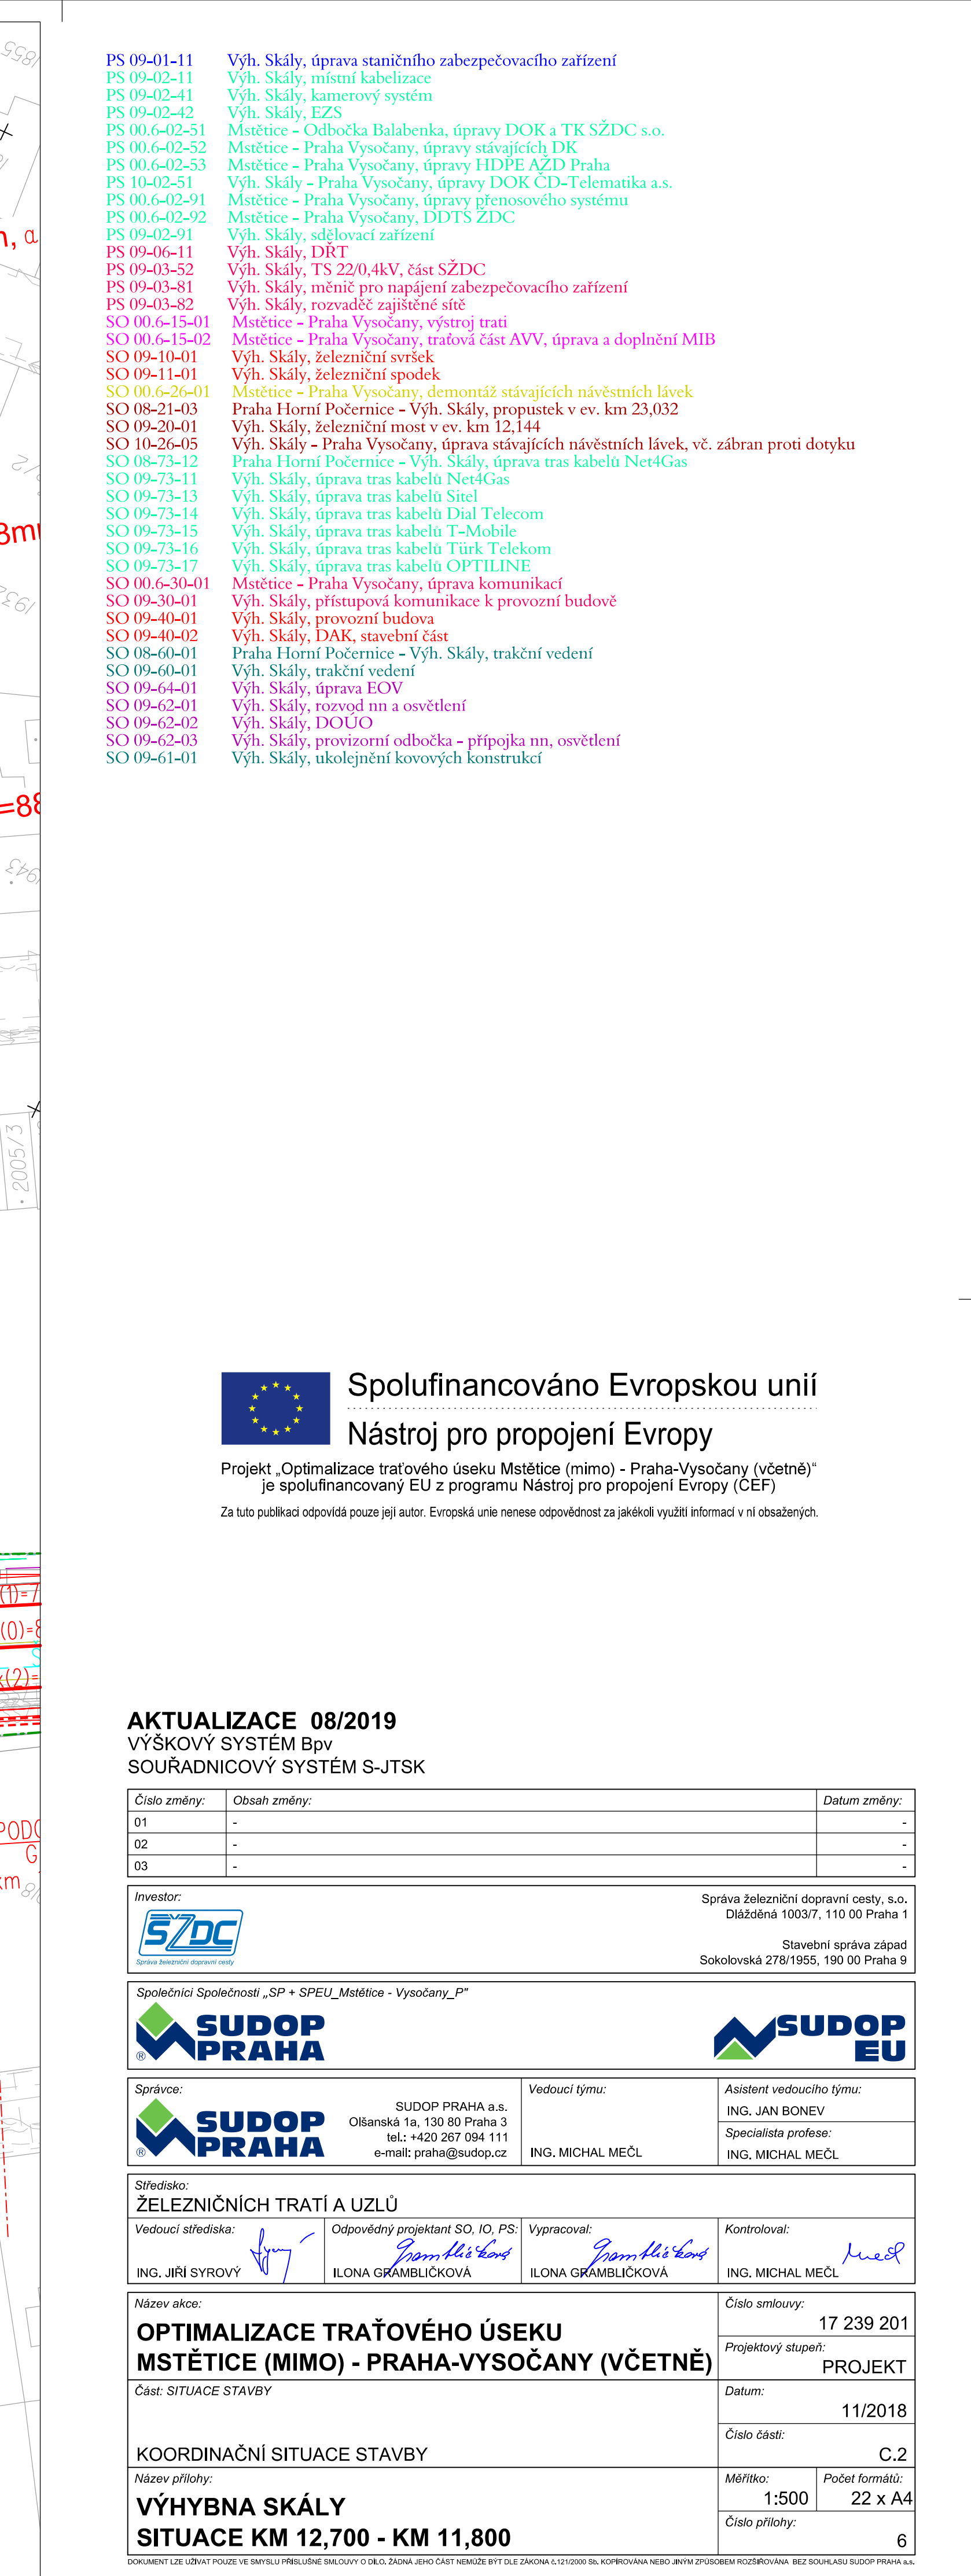 PS 09-01-11 Výh. Skály, úprava staničního zabezpečovacího zařízení
PS 09-02-11 Výh. Skály, místní kabelizace
PS 09-02-41 Výh. Skály, kamerový systém
PS 09-02-42 Výh. Skály, EZS
PS 00.6-02-51 Mstětice - Odbočka Balabenka, úpravy DOK a TK SŽDC s.o.
PS 00.6-02-52 Mstětice - Praha Vysočany, úpravy stávajících DK
PS 00.6-02-53 Mstětice - Praha Vysočany, úpravy HDPE AŽD Praha
PS 10-02-51 Výh. Skály - Praha Vysočany, úpravy DOK ČD-Telematika a.s.
PS 00.6-02-91 Mstětice - Praha Vysočany, úpravy přenosového systému
PS 00.6-02-92 Mstětice - Praha Vysočany, DDTS ŽDC
PS 09-02-91 Výh. Skály, sdělovací zařízení
PS 09-06-11 Výh. Skály, DŘT
PS 09-03-52 Výh. Skály, TS 22/0,4kV, část SŽDC
PS 09-03-81 Výh. Skály, měnič pro napájení zabezpečovacího zařízení
PS 09-03-82 Výh. Skály, rozvaděč zajištěné sítě
SO 00.6-15-01 Mstětice - Praha Vysočany, výstroj trati
SO 00.6-15-02 Mstětice - Praha Vysočany, traťová část AVV, úprava a doplnění MIB
SO 09-10-01 Výh. Skály, železniční svršek
SO 09-11-01 Výh. Skály, železniční spodek
SO 00.6-26-01 Mstětice - Praha Vysočany, demontáž stávajících návěstních lávek
SO 08-21-03 Praha Horní Počernice - Výh. Skály, propustek v ev. km 23,032
SO 09-20-01 Výh. Skály, železniční most v ev. km 12,144
SO 10-26-05 Výh. Skály - Praha Vysočany, úprava stávajících návěstních lávek, vč. zábran proti dotyku
SO 08-73-12 Praha Horní Počernice - Výh. Skály, úprava tras kabelů Net4Gas
SO 09-73-11 Výh. Skály, úprava tras kabelů Net4Gas
SO 09-73-13 Výh. Skály, úprava tras kabelů Sitel
SO 09-73-14 Výh. Skály, úprava tras kabelů Dial Telecom
SO 09-73-15 Výh. Skály, úprava tras kabelů T-Mobile
SO 09-73-16 Výh. Skály, úprava tras kabelů Türk Telekom
SO 09-73-17 Výh. Skály, úprava tras kabelů OPTILINE
SO 00.6-30-01 Mstětice - Praha Vysočany, úprava komunikací
SO 09-30-01 Výh. Skály, přístupová komunikace k provozní budově
SO 09-40-01 Výh. Skály, provozní budova
SO 09-40-02 Výh. Skály, DAK, stavební část
SO 08-60-01 Praha Horní Počernice - Výh. Skály, trakční vedení
SO 09-60-01 Výh. Skály, trakční vedení
SO 09-64-01 Výh. Skály, úprava EOV
SO 09-62-01 Výh. Skály, rozvod nn a osvětlení
SO 09-62-02 Výh. Skály, DOÚO
SO 09-62-03 Výh. Skály, provizorní odbočka - přípojka nn, osvětlení
SO 09-61-01 Výh. Skály, ukolejnění kovových konstrukcí
2005/3
Spolufinancováno Evropskou unií
Nástroj pro propojení Evropy
Projekt „Optimalizace traťového úseku Mstětice (mimo) - Praha-Vysočany (včetně)“
je spolufinancovaný EU z programu Nástroj pro propojení Evropy (CEF)
Za tuto publikaci odpovídá pouze její autor. Evropská unie nenese odpovědnost za jakékoli využití informací v ní obsažených.
AKTUALIZACE 08/2019
VÝŠKOVÝ SYSTÉM Bpv
SOUŘADNICOVÝ SYSTÉM S-JTSK
Číslo změny: Obsah změny: Datum změny:
01 - -
02 - -
03 - -
Investor:
SŽDC
Správa železniční dopravní cesty
Správa železniční dopravní cesty, s.o.
Dlážděná 1003/7, 110 00 Praha 1
Stavební správa západ
Sokolovská 278/1955, 190 00 Praha 9
Společníci Společnosti „SP + SPEU_Mstětice - Vysočany_P"
SUDOP PRAHA ®
SUDOP EU
Správce:
SUDOP PRAHA ®
SUDOP PRAHA a.s.
Olšanská 1a, 130 80 Praha 3
tel.: +420 267 094 111
e-mail: praha@sudop.cz
Vedoucí týmu:
ING. MICHAL MEČL
Asistent vedoucího týmu:
ING. JAN BONEV
Specialista profese:
ING. MICHAL MEČL
Středisko:
ŽELEZNIČNÍCH TRATÍ A UZLŮ
Vedoucí střediska:
ING. JIŘÍ SYROVÝ
Odpovědný projektant SO, IO, PS:
ILONA GRAMBLIČKOVÁ
Vypracoval:
ILONA GRAMBLIČKOVÁ
Kontroloval:
ING. MICHAL MEČL
Název akce:
OPTIMALIZACE TRAŤOVÉHO ÚSEKU
MSTĚTICE (MIMO) - PRAHA-VYSOČANY (VČETNĚ)
Číslo smlouvy:
17 239 201
Projektový stupeň:
PROJEKT
Část: SITUACE STAVBY
KOORDINAČNÍ SITUACE STAVBY
Datum:
11/2018
Číslo části:
C.2
Název přílohy:
VÝHYBNA SKÁLY
SITUACE KM 12,700 - KM 11,800
Měřítko:
1:500
Počet formátů:
22 x A4
Číslo přílohy:
6
DOKUMENT LZE UŽÍVAT POUZE VE SMYSLU PŘÍSLUŠNÉ SMLOUVY O DÍLO. ŽÁDNÁ JEHO ČÁST NEMŮŽE BÝT DLE ZÁKONA č.121/2000 Sb. KOPÍROVÁNA NEBO JINÝM ZPŮSOBEM ROZŠIŘOVÁNA BEZ SOUHLASU SUDOP PRAHA a.s.